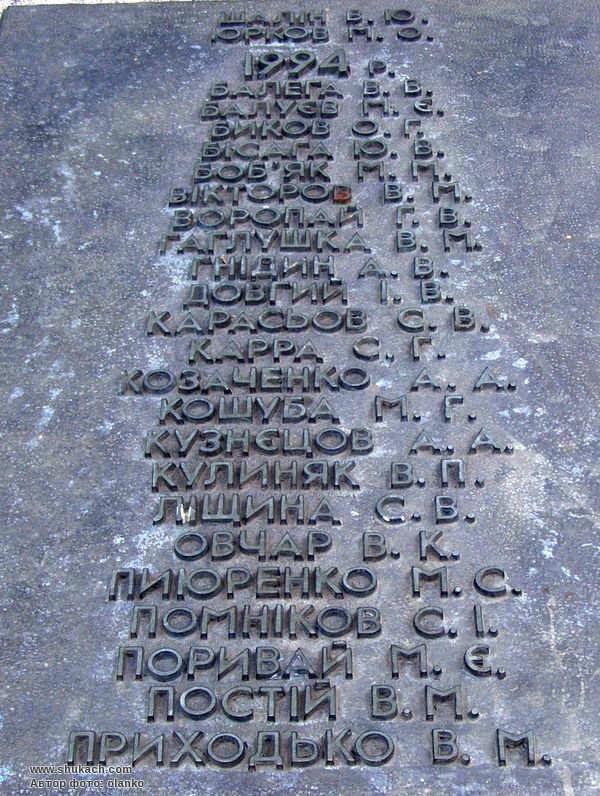 ШАЛІН В. Ю.
ЮРКОВ М. О.
1994 р.
БАЛЕГА В. В.
БАЛУЄВ М. Є.
БИКОВ О. Г.
БІСАГА Ю. В.
БОБ'ЯК М. М.
ВІКТОРОВ В. М.
ВОРОПАЙ Г. В.
ГАГЛУШКА В. М.
ГНІДИН А. В.
ДОВГИЙ І. В.
КАРАСЬОВ С. В.
КАРРА С. Г.
КОЗАЧЕНКО А. А.
КОШУБА М. Г.
КУЗНЄЦОВ А. А.
КУЛИНЯК В. П.
ЛІЩИНА С. В.
ОВЧАР В. К.
ПИЮРЕНКО М. С.
ПОМНІКОВ С. І.
ПОРИВАЙ М. Є.
ПОСТІЙ В. М.
ПРИХОДЬКО В. М.
www.shukach.com
Автор фото: olanko